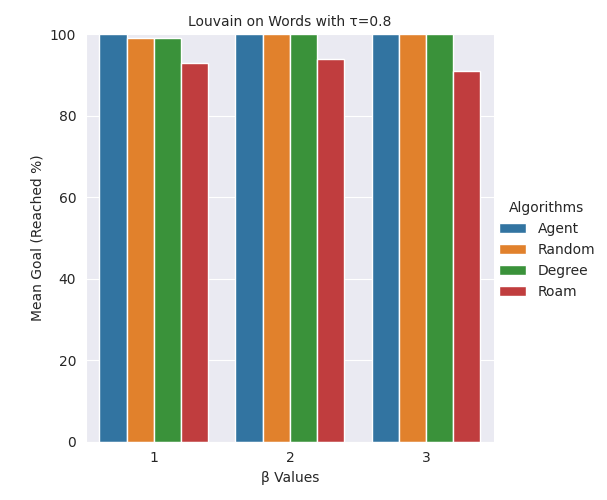 Louvain on Words with τ=0.8
Mean Goal (Reached %)
100
80
60
40
20
0
1 2 3
β Values
Algorithms
Agent
Random
Degree
Roam